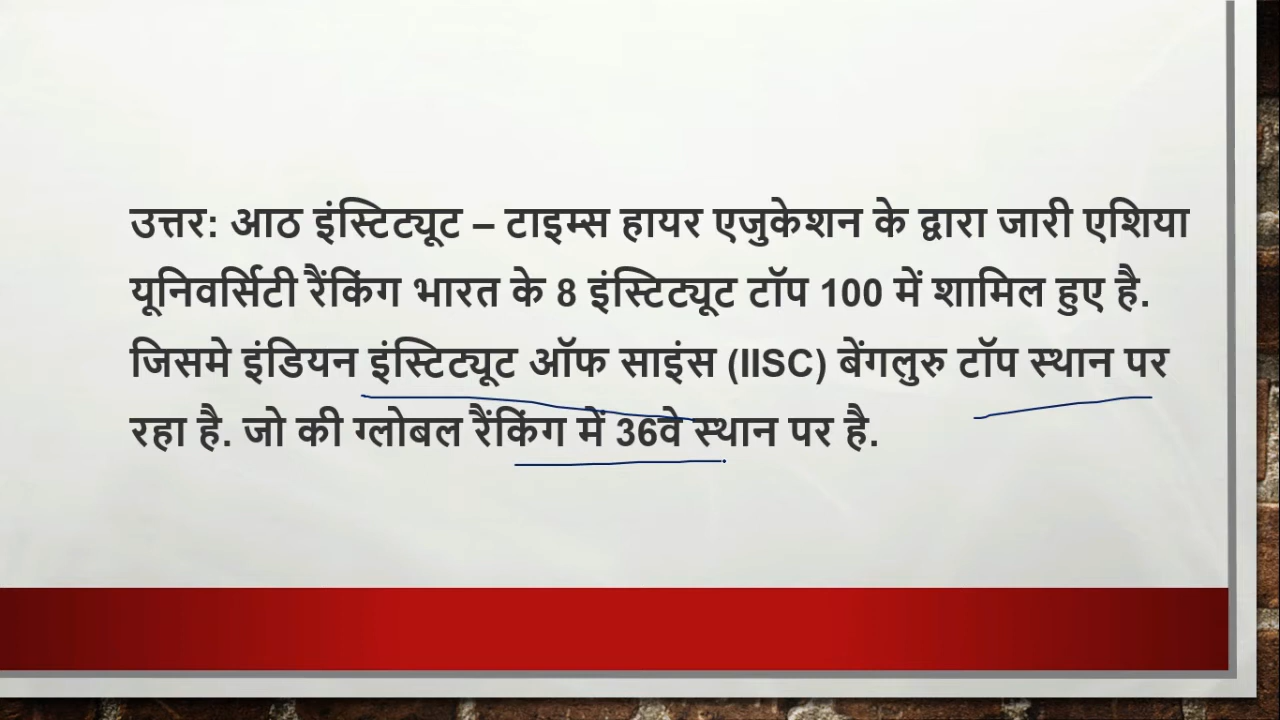 उत्तर: आठ इंस्टिट्यूट – टाइम्स हायर एजुकेशन के द्वारा जारी एशिया
यूनिवर्सिटी रैंकिंग भारत के 8 इंस्टिट्यूट टॉप 100 में शामिल हुए है.
जिसमे इंडियन इंस्टिट्यूट ऑफ साइंस (IISC) बेंगलुरु टॉप स्थान पर
रहा है. जो की ग्लोबल रैंकिंग में 36वे स्थान पर है.